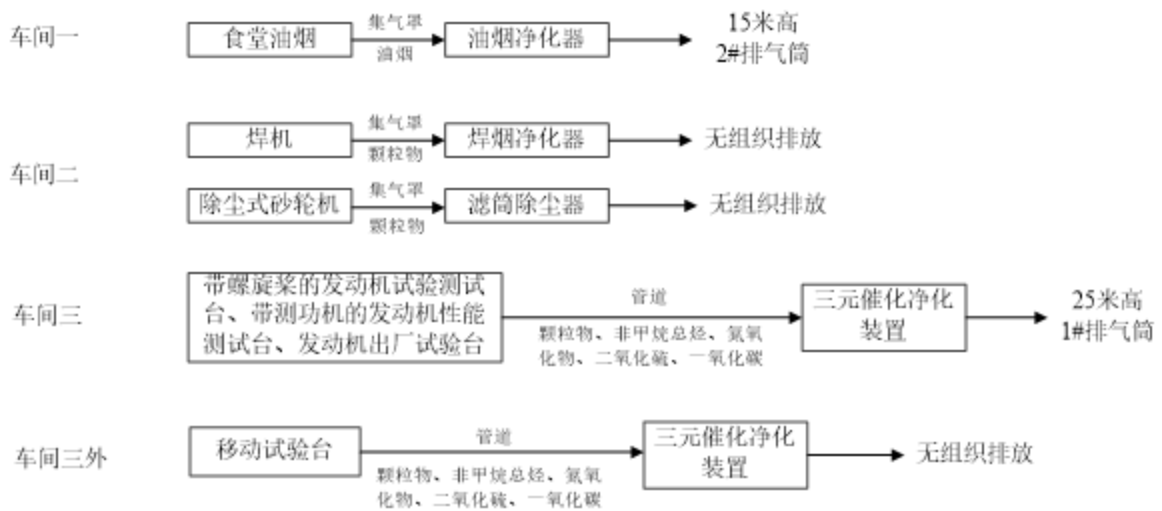 车间一
食堂油烟
集气罩
油烟
油烟净化器
15米高
2#排气筒
车间二
焊机
集气罩
颗粒物
焊烟净化器
无组织排放
除尘式砂轮机
集气罩
颗粒物
滤筒除尘器
无组织排放
车间三
带螺旋桨的发动机试验测试
台、带测功机的发动机性能
测试台、发动机出厂试验台
管道
颗粒物、非甲烷总烃、氮氧
化物、二氧化硫、一氧化碳
三元催化净化
装置
25米高
1#排气筒
车间三外
移动试验台
管道
颗粒物、非甲烷总烃、氮氧
化物、二氧化硫、一氧化碳
三元催化净化
装置
无组织排放